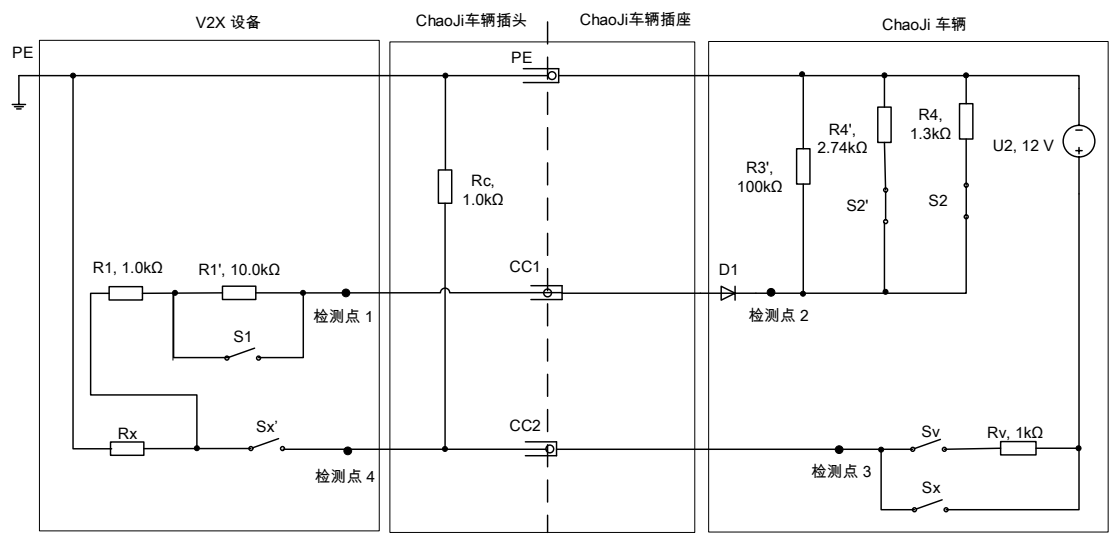 V2X 设备
ChaoJi车辆插头
ChaoJi车辆插座
ChaoJi 车辆
PE
PE
R4',
2.74kΩ
R4,
1.3kΩ
U2, 12 V
Rc,
1.0kΩ
R3',
100kΩ
S2'
S2
R1, 1.0kΩ
R1', 10.0kΩ
CC1
D1
检测点 1
检测点 2
S1
Rx
Sx’
CC2
Sv
Rv, 1kΩ
检测点 4
检测点 3
Sx